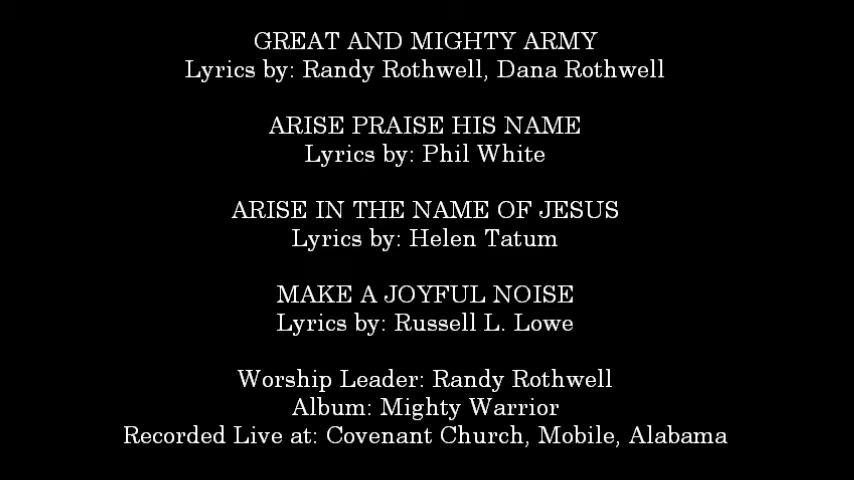 GREAT AND MIGHTY ARMY
Lyrics by: Randy Rothwell, Dana Rothwell
ARISE PRAISE HIS NAME
Lyrics by: Phil White
ARISE IN THE NAME OF JESUS
Lyrics by: Helen Tatum
MAKE A JOYFUL NOISE
Lyrics by: Russell L. Lowe
Worship Leader: Randy Rothwell
Album: Mighty Warrior
Recorded Live at: Covenant Church, Mobile, Alabama